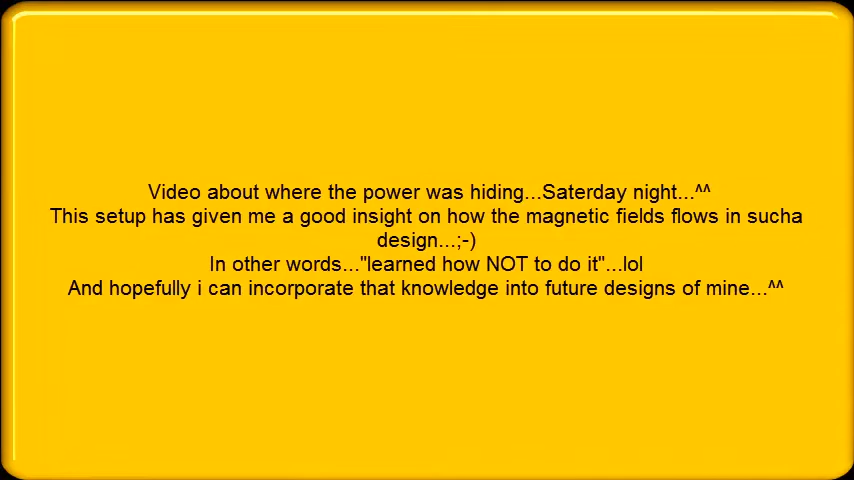 Video about where the power was hiding...Saterday night...^^
This setup has given me a good insight on how the magnetic fields flows in sucha
design...;-)
In other words..."learned how NOT to do it"...lol
And hopefully i can incorporate that knowledge into future designs of mine...^^